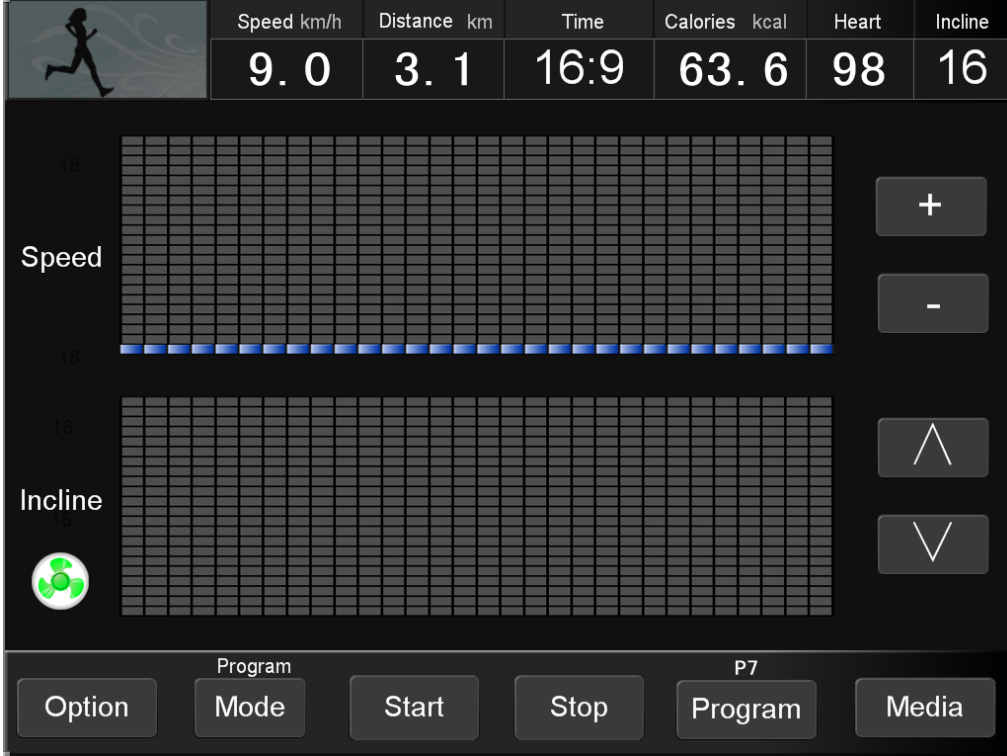 Speed km/h Distance km Time Calories kcal Heart Incline
9. 0 3. 1 16:9 63. 6 98 16
16
Speed
+
-
16
16
Incline
16
Program P7
Option Mode Start Stop Program Media